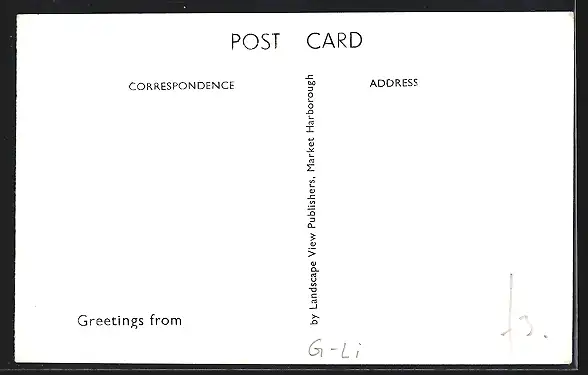 POST CARD
CORRESPONDENCE
ADDRESS
by Landscape View Publishers, Market Harborough
Greetings from
G-Li